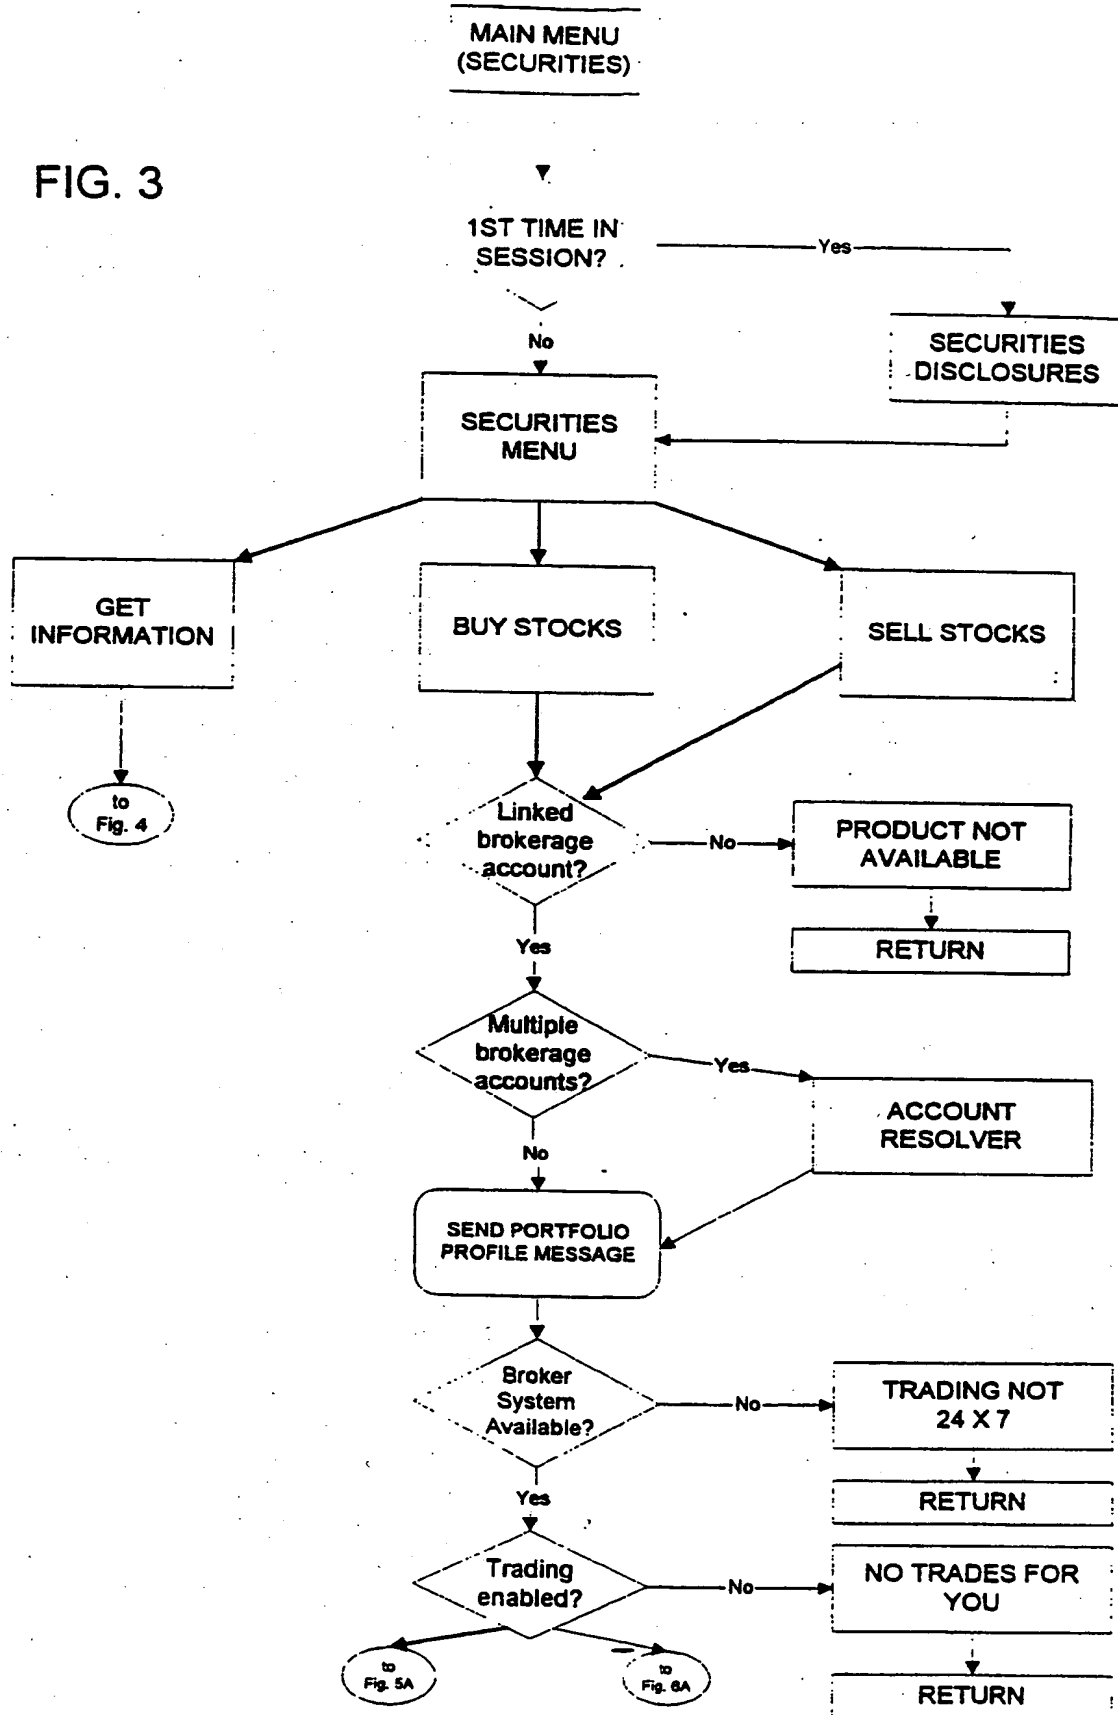 MAIN MENU
(SECURITIES)
FIG. 3
1ST TIME IN
SESSION?
Yes
No
SECURITIES
DISCLOSURES
SECURITIES
MENU
GET
INFORMATION
BUY STOCKS
SELL STOCKS
to
Fig. 4
Linked
brokerage
account?
No
PRODUCT NOT
AVAILABLE
RETURN
Yes
Multiple
brokerage
accounts?
Yes
ACCOUNT
RESOLVER
No
SEND PORTFOLIO
PROFILE MESSAGE
Broker
System
Available?
No
TRADING NOT
24 X 7
RETURN
Yes
Trading
enabled?
No
NO TRADES FOR
YOU
RETURN
to
Fig. 5A
to
Fig. 6A